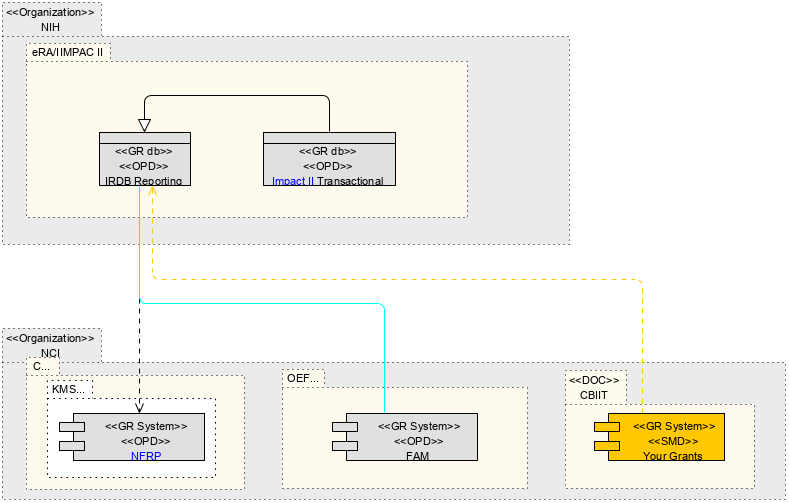 <<Organization>>
NIH
eRA/IIMPAC II
<<GR db>>
<<OPD>>
IRDB Reporting
<<GR db>>
<<OPD>>
Impact II Transactional
<<Organization>>
NCI
C...
KMS...
<<GR System>>
<<OPD>>
NFRP
OEF...
<<GR System>>
<<OPD>>
FAM
<<DOC>>
CBIIT
<<GR System>>
<<SMD>>
Your Grants